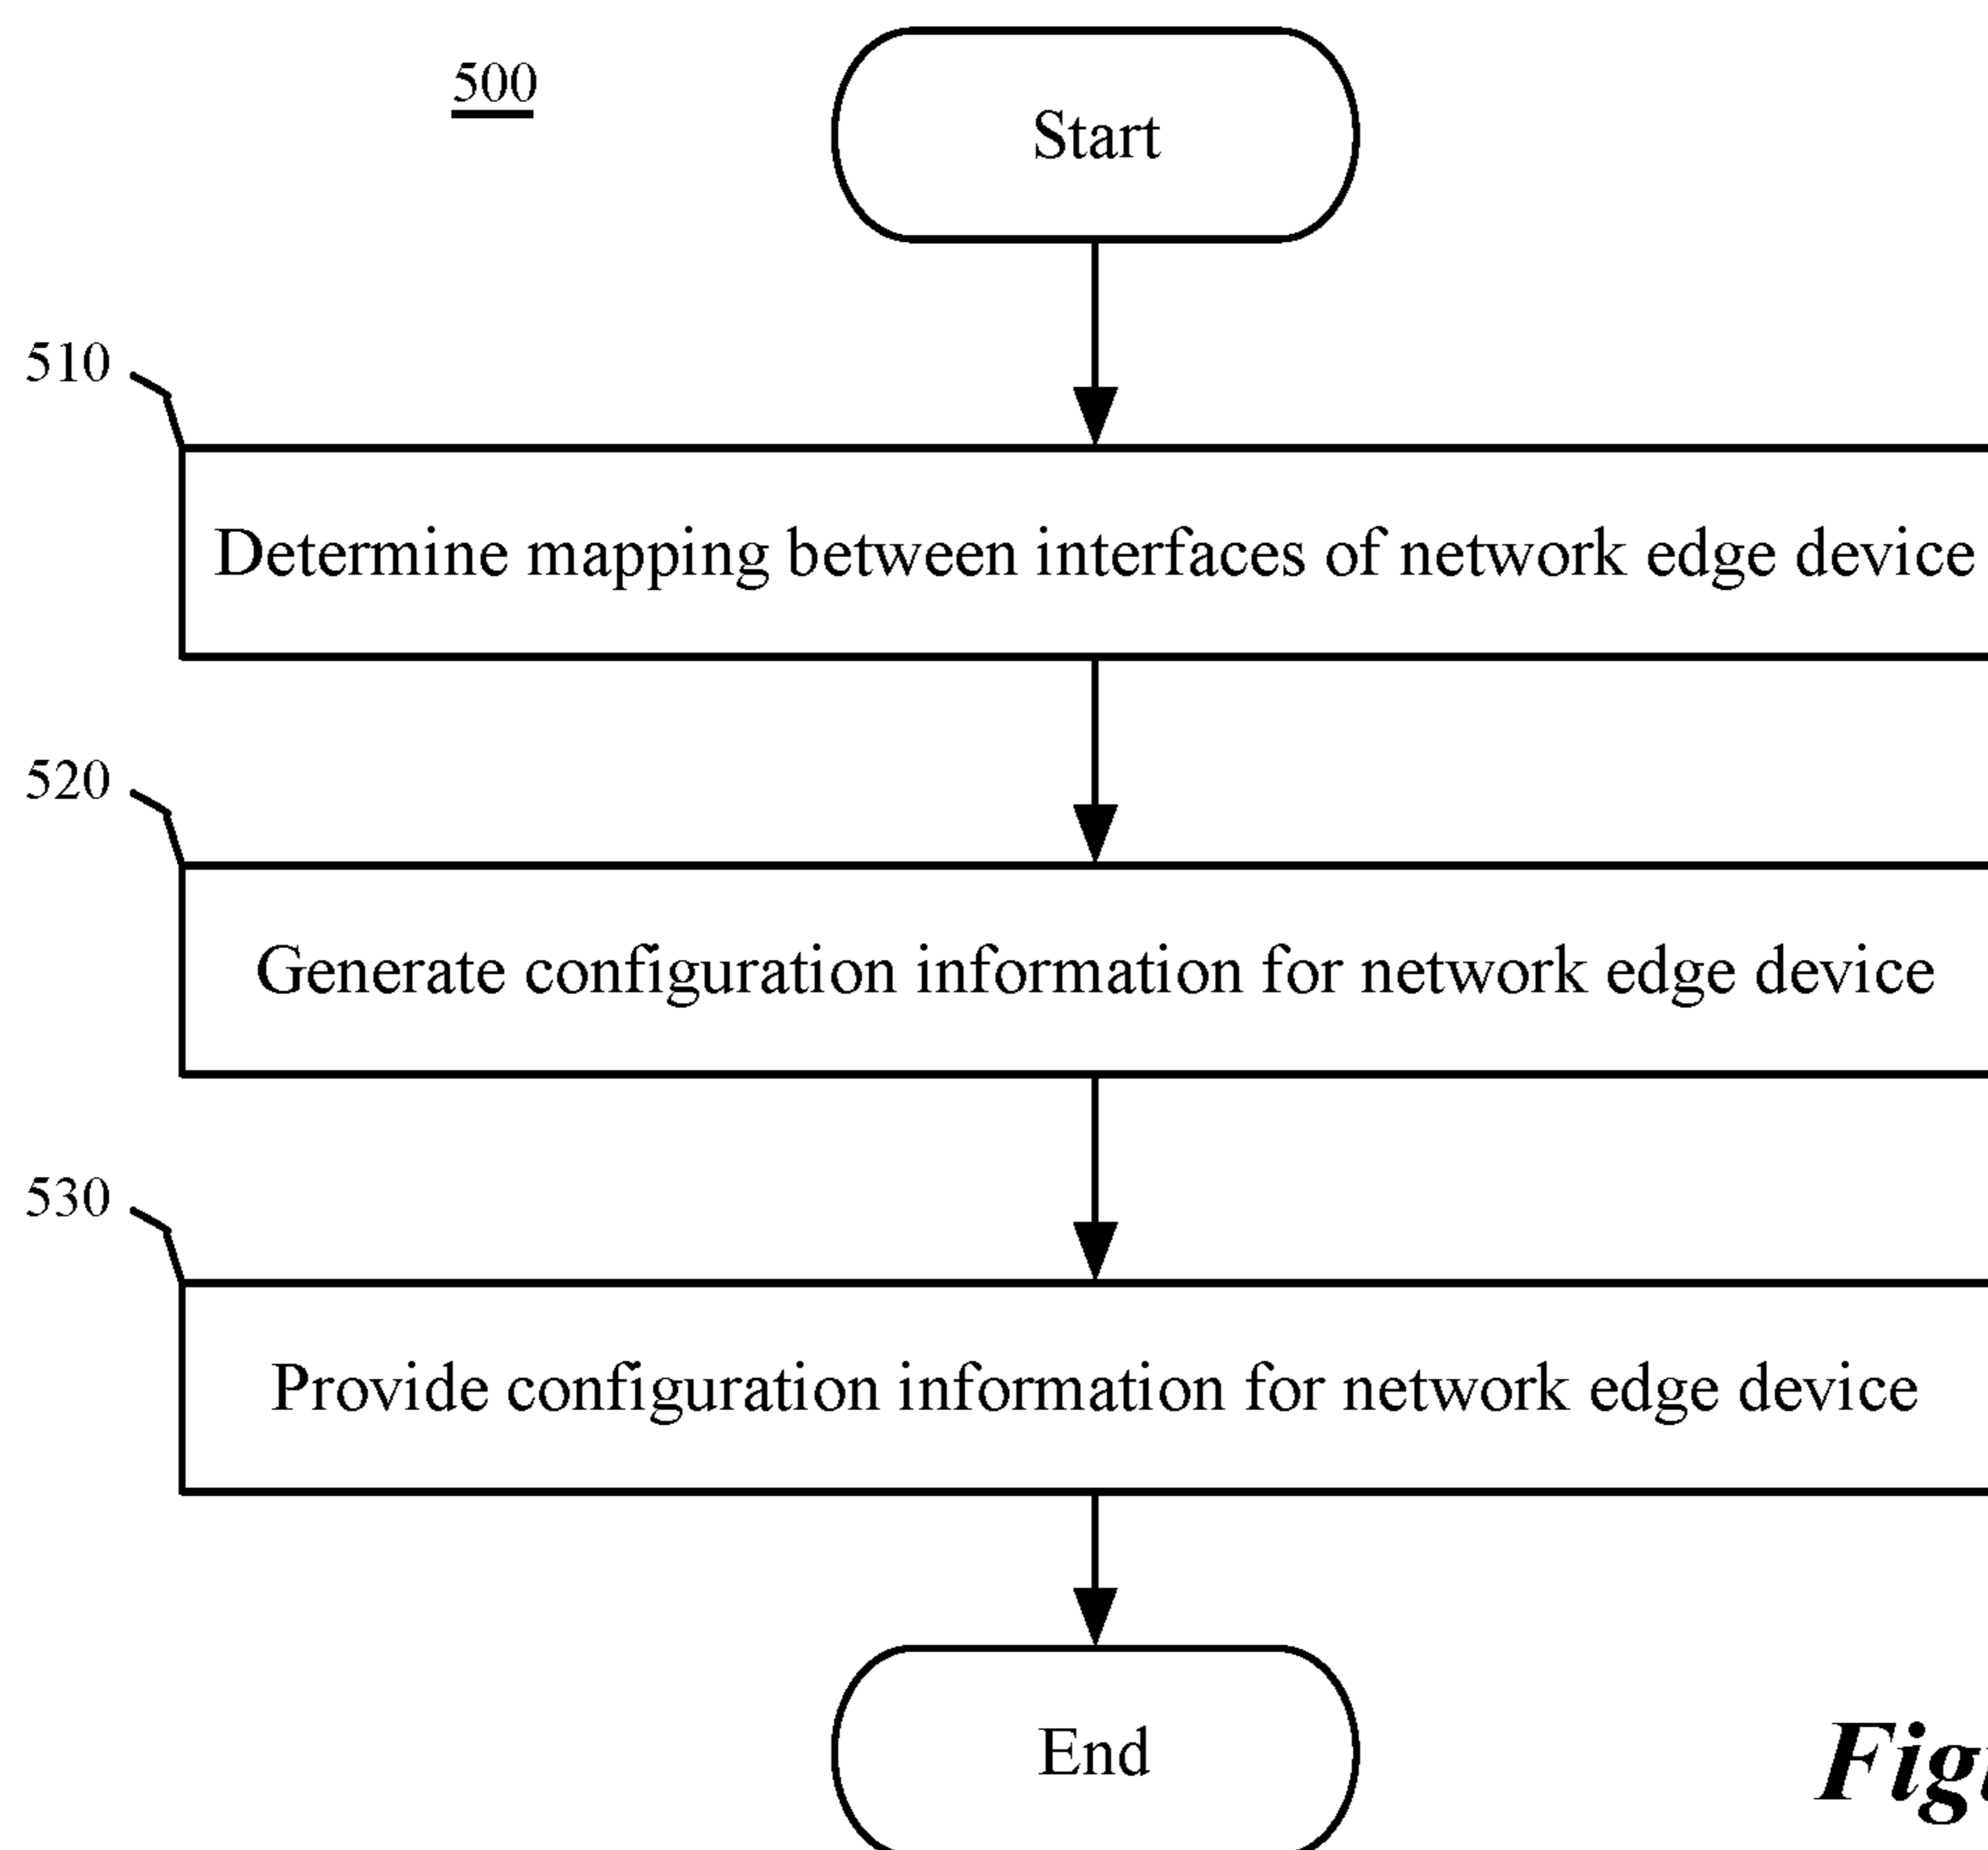 500
Start
510
Determine mapping between interfaces of network edge device
520
Generate configuration information for network edge device
530
Provide configuration information for network edge device
End